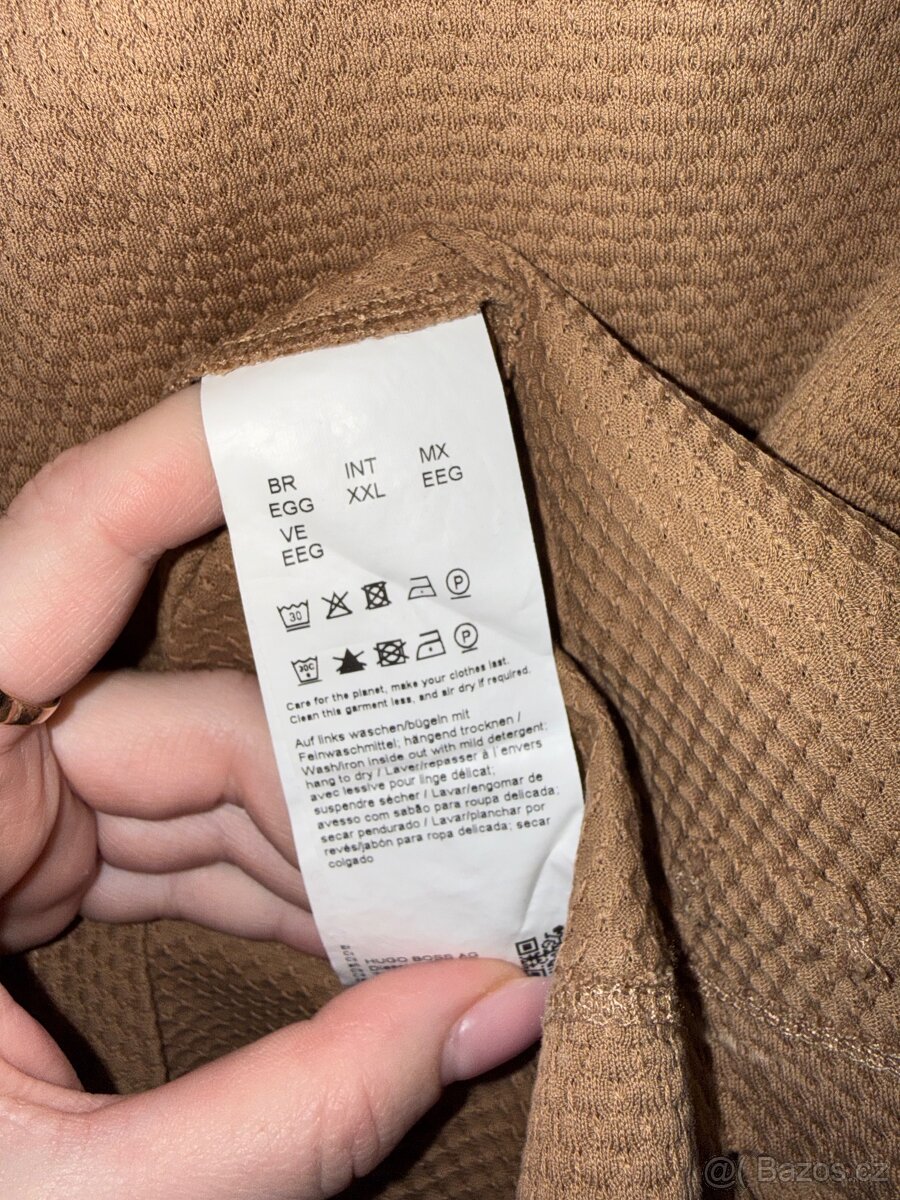 BR INT MX
EGG XXL EEG
VE
EEG
30 P
30C P
Care for the planet, make your clothes last.
Clean this garment less, and air dry if required.
Auf links waschen/bügeln mit
Feinwaschmittel; hängend trocknen /
Wash/iron inside out with mild detergent;
hang to dry / Laver/repasser à l'envers
avec lessive pour linge délicat;
suspendre sécher / Lavar/engomar de
avesso com sabão para roupa delicada;
secar pendurado / Lavar/planchar por
revés/jabón para ropa delicada; secar
colgado
HUGO BOSS AG
@( Bazos.cz